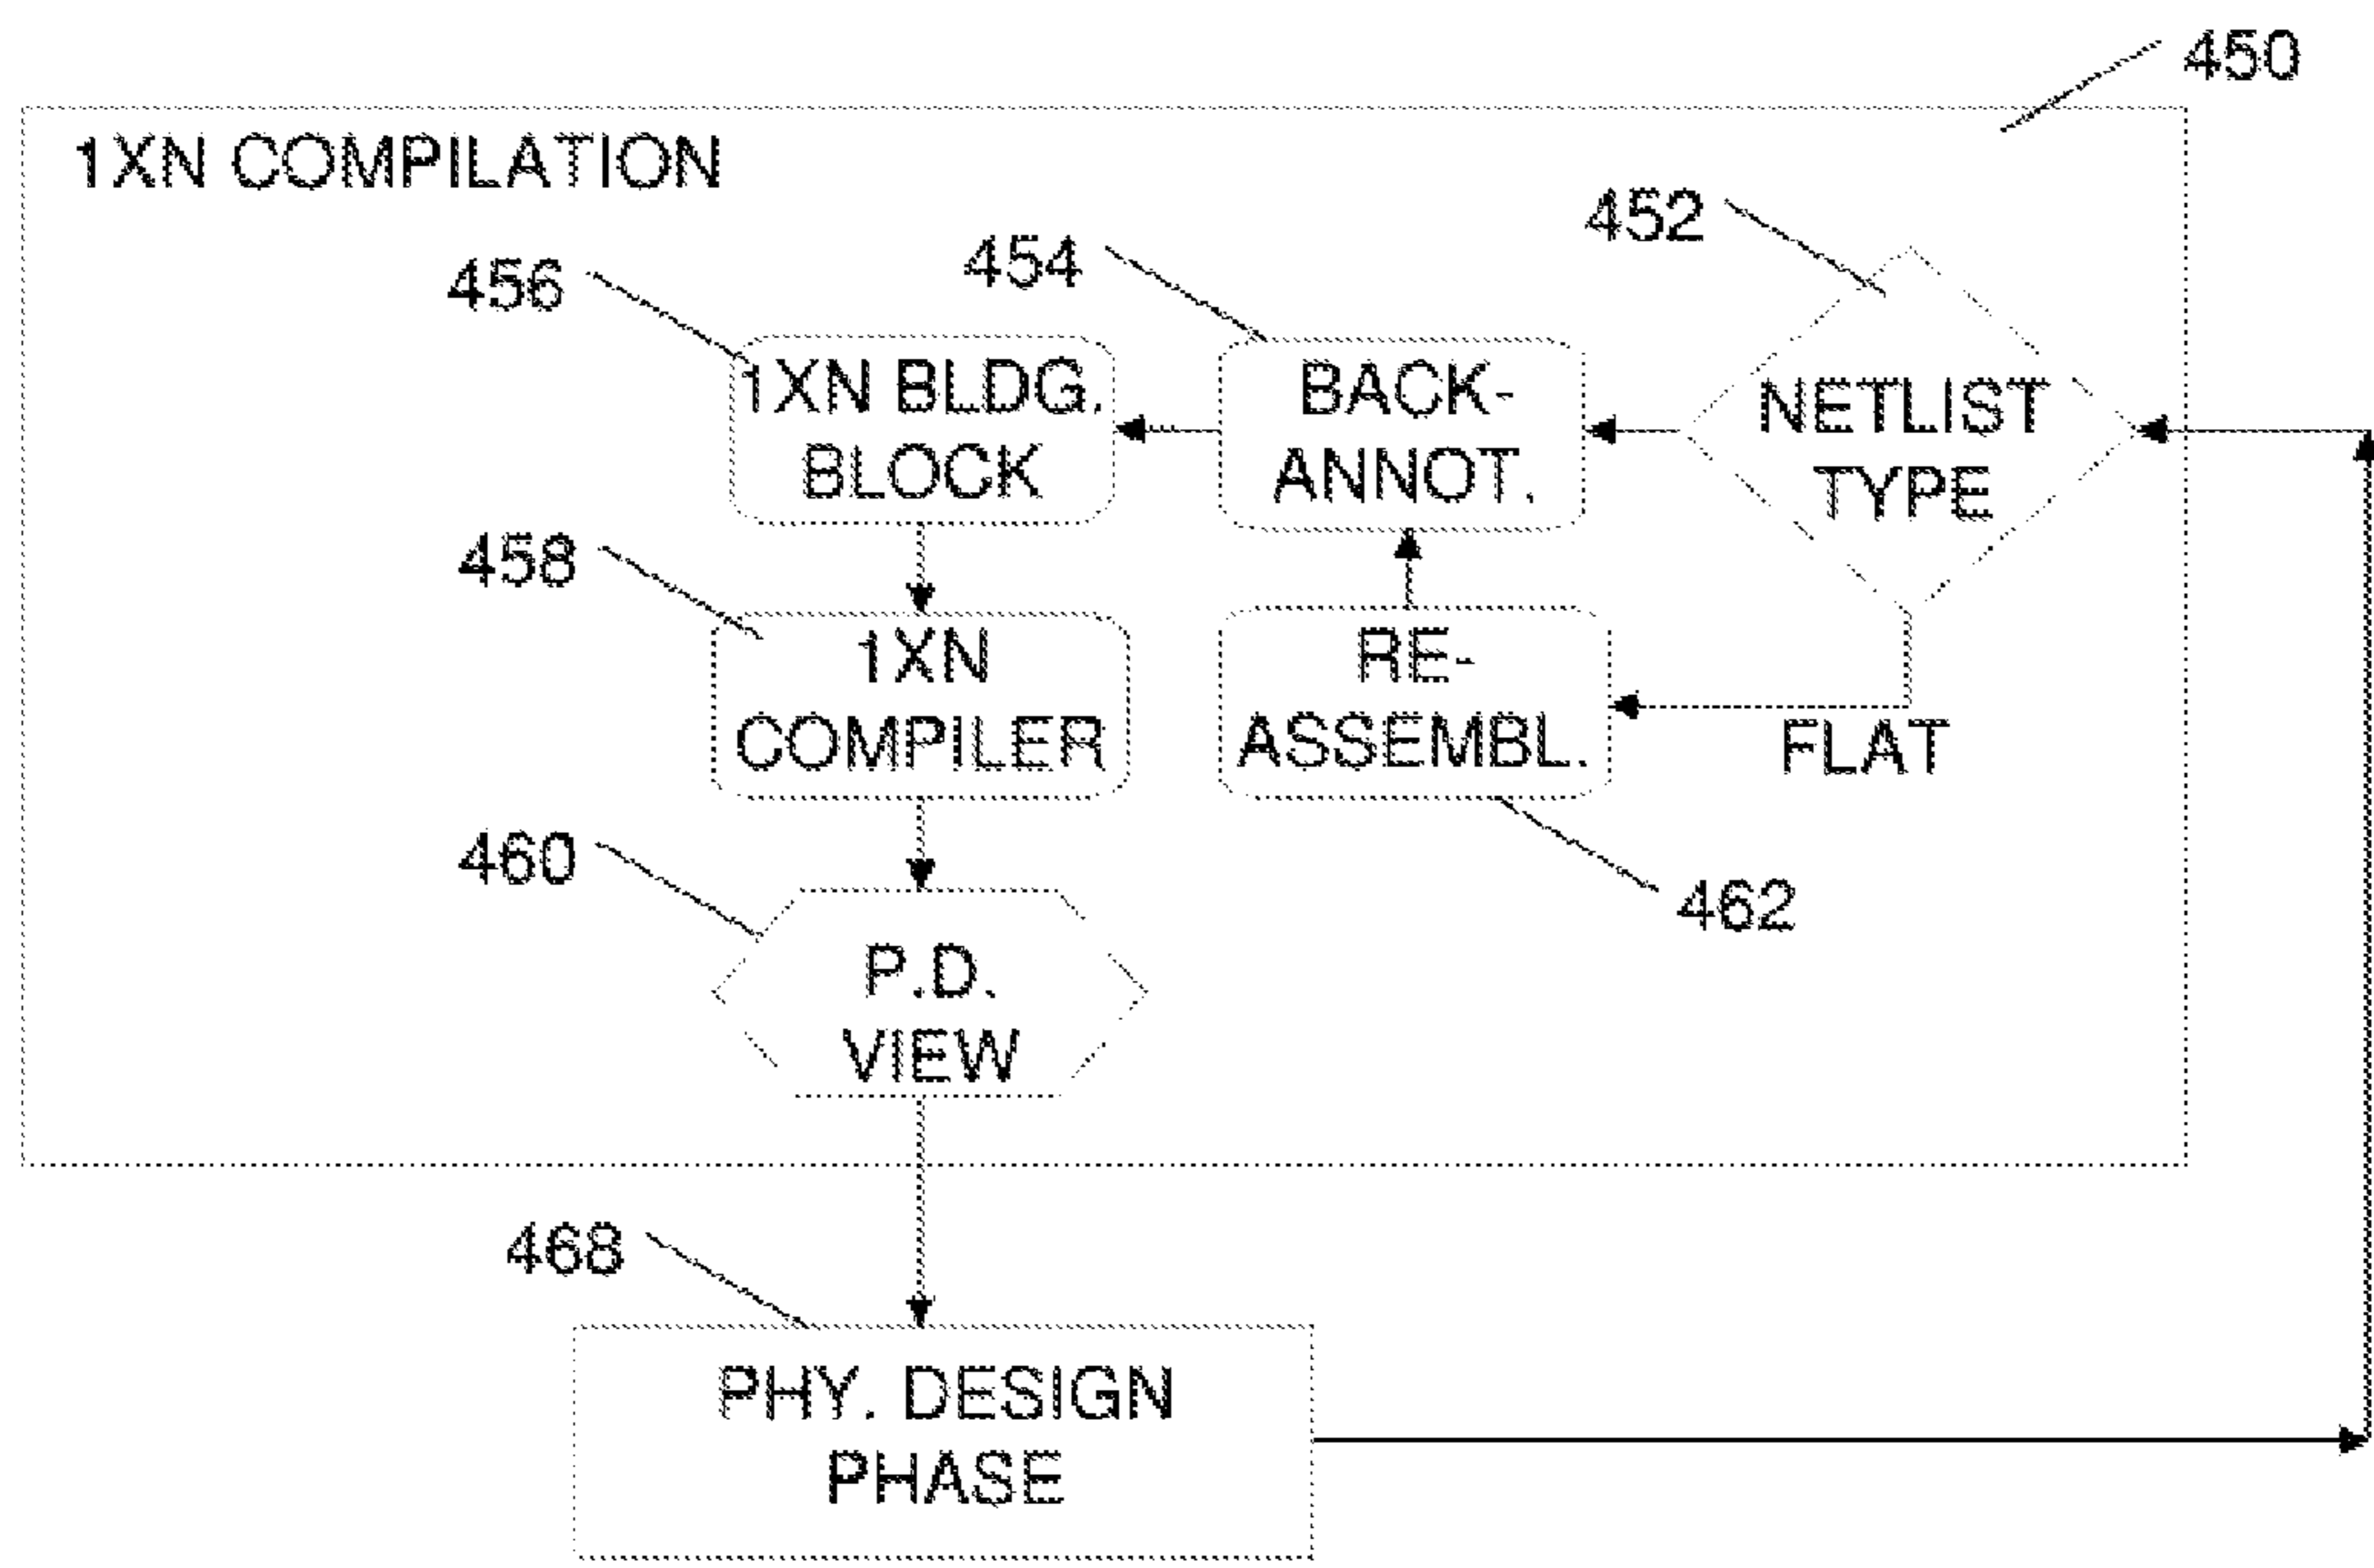 450
1XN COMPILATION
452
454
456
1XN BLDG.
BLOCK
BACK-
ANNOT.
NETLIST
TYPE
458
1XN
COMPILER
RE-
ASSEMBL.
FLAT
460
462
P.D.
VIEW
468
PHY. DESIGN
PHASE